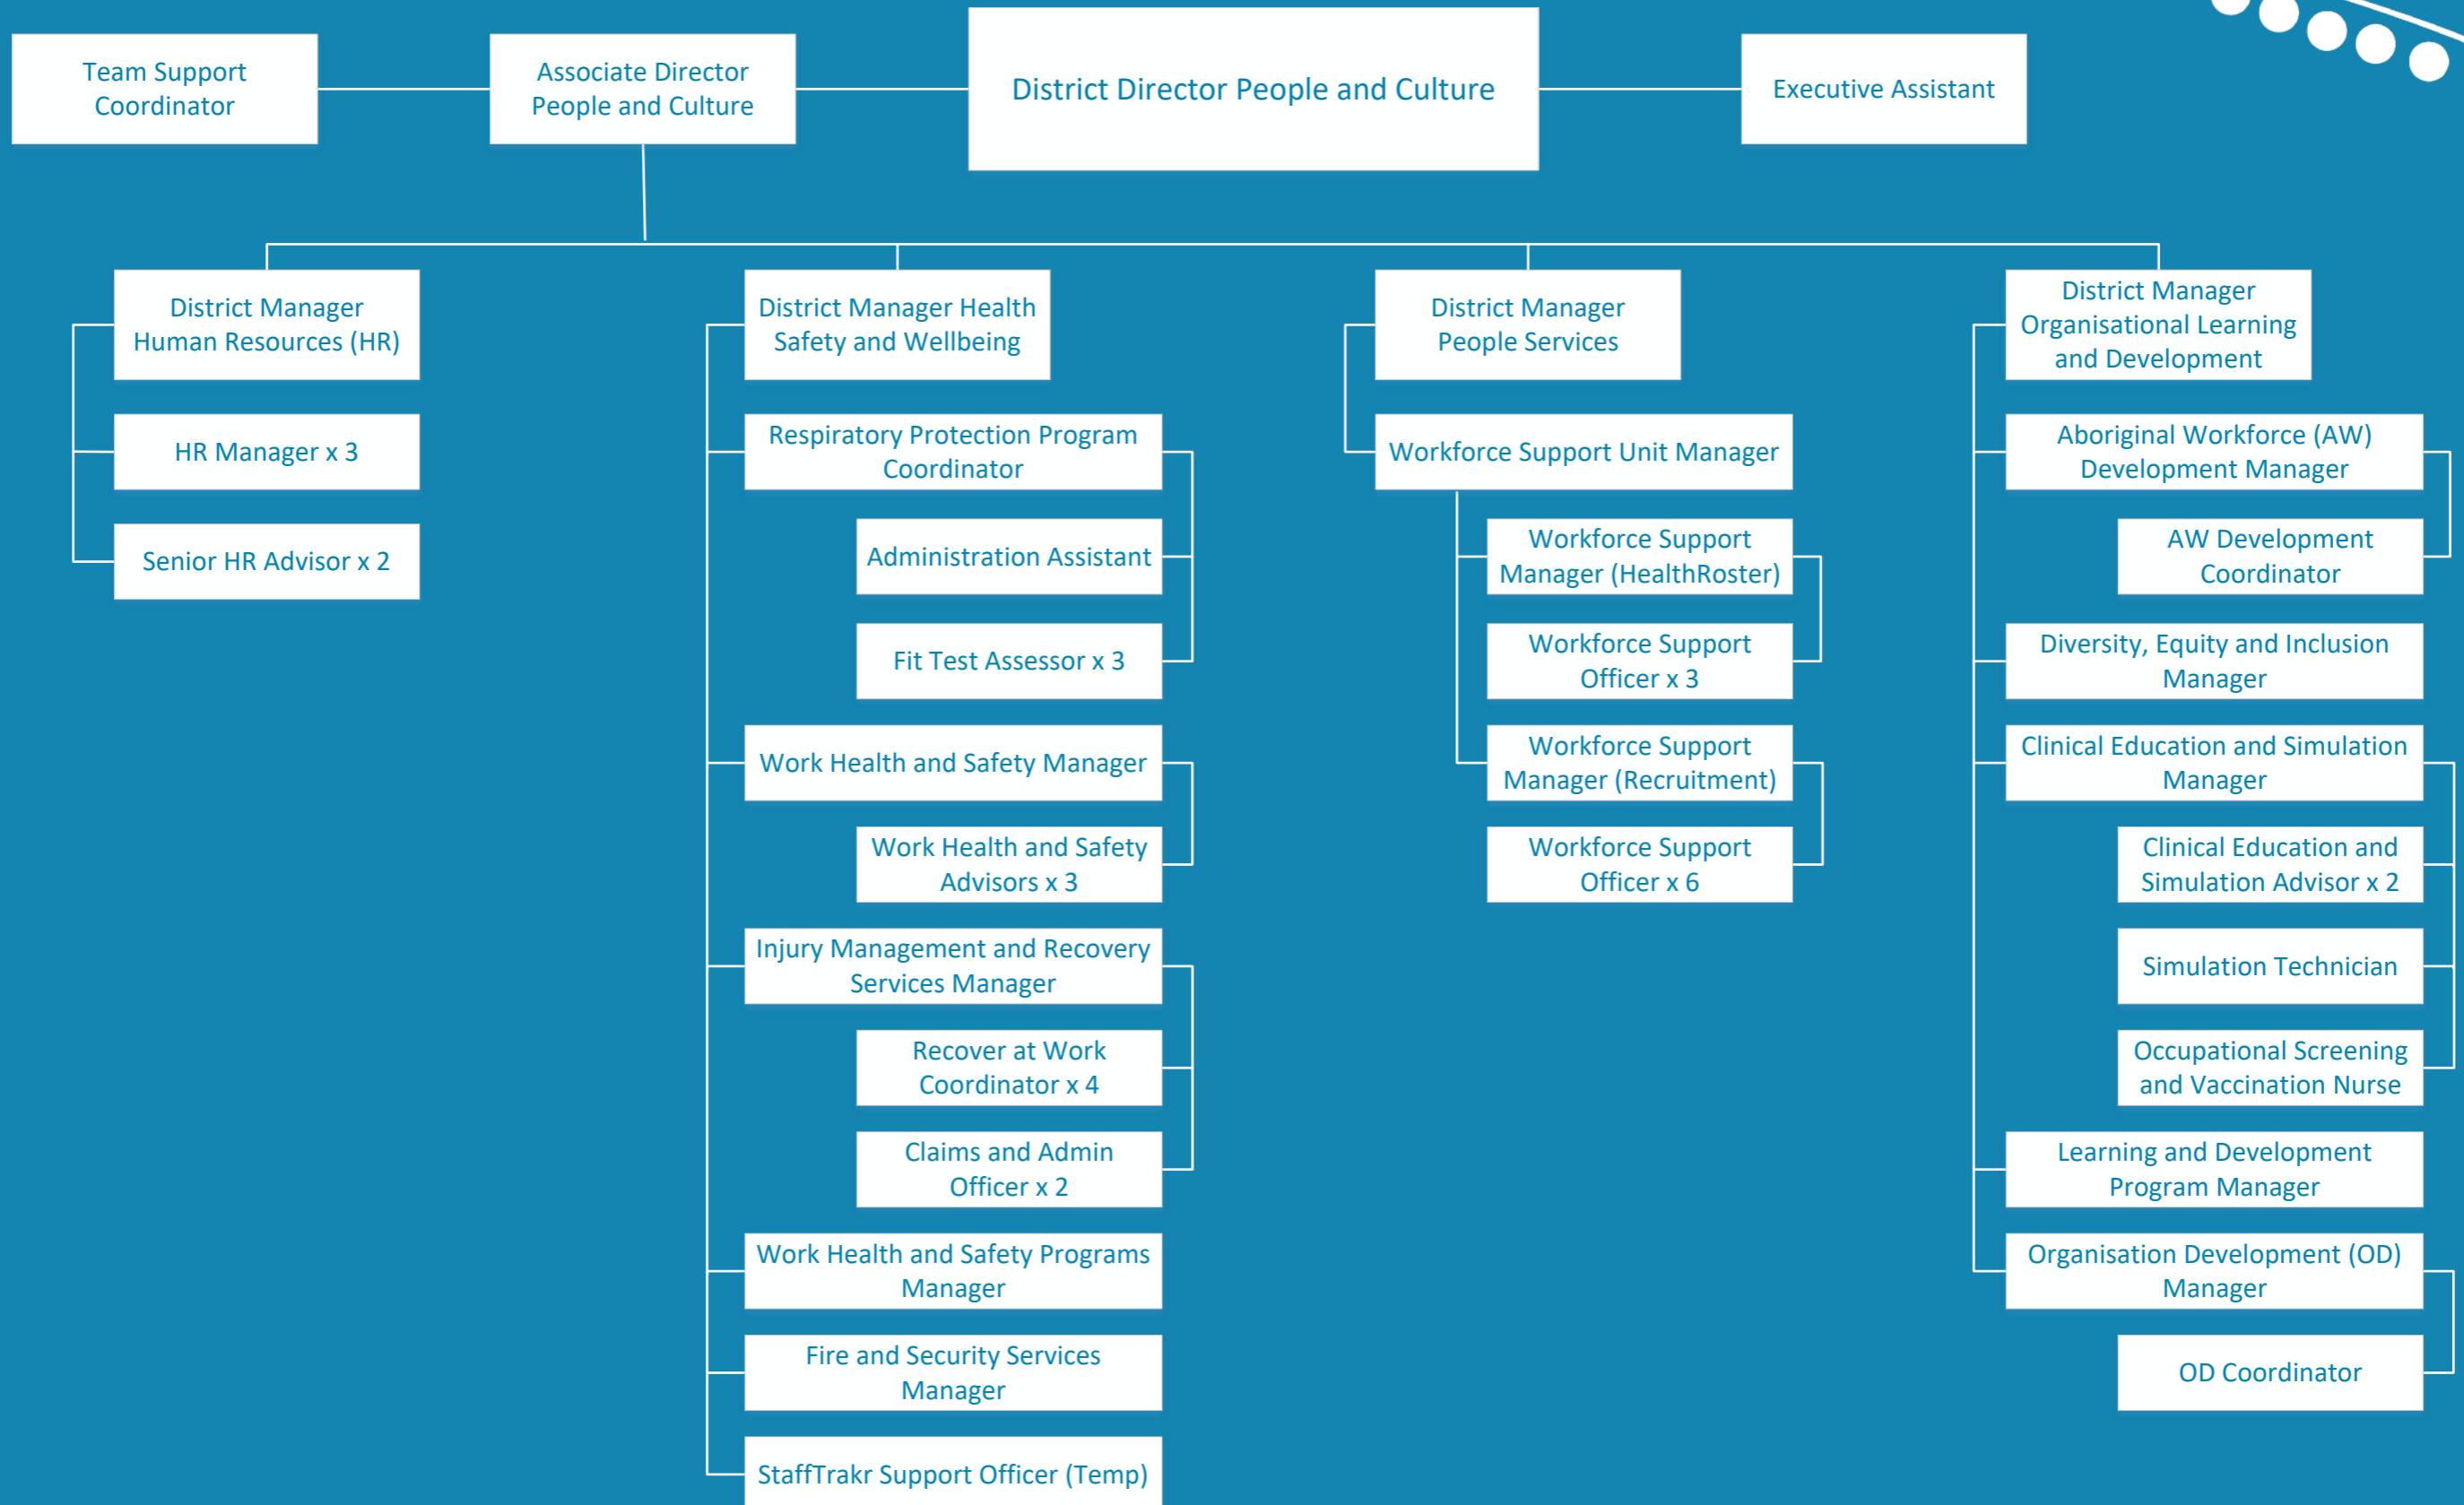 Team Support
Coordinator
Associate Director
People and Culture
District Director People and Culture
Executive Assistant
District Manager
Human Resources (HR)
HR Manager x 3
Senior HR Advisor x 2
District Manager Health
Safety and Wellbeing
Respiratory Protection Program
Coordinator
Administration Assistant
Fit Test Assessor x 3
Work Health and Safety Manager
Work Health and Safety
Advisors x 3
Injury Management and Recovery
Services Manager
Recover at Work
Coordinator x 4
Claims and Admin
Officer x 2
Work Health and Safety Programs
Manager
Fire and Security Services
Manager
StaffTrakr Support Officer (Temp)
District Manager
People Services
Workforce Support Unit Manager
Workforce Support
Manager (HealthRoster)
Workforce Support
Officer x 3
Workforce Support
Manager (Recruitment)
Workforce Support
Officer x 6
District Manager
Organisational Learning
and Development
Aboriginal Workforce (AW)
Development Manager
AW Development
Coordinator
Diversity, Equity and Inclusion
Manager
Clinical Education and Simulation
Manager
Clinical Education and
Simulation Advisor x 2
Simulation Technician
Occupational Screening
and Vaccination Nurse
Learning and Development
Program Manager
Organisation Development (OD)
Manager
OD Coordinator